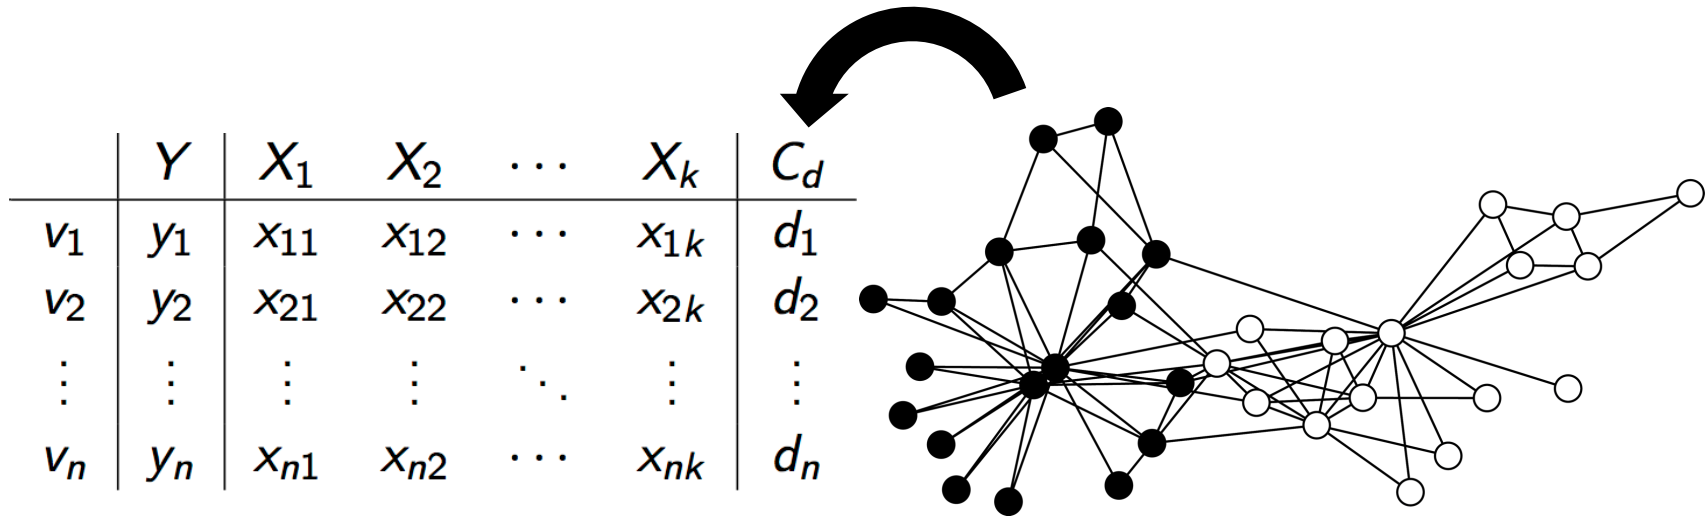 Y X₁ X₂ ⋯ Xₖ C_d
v₁ y₁ x₁₁ x₁₂ ⋯ x₁ₖ d₁
v₂ y₂ x₂₁ x₂₂ ⋯ x₂ₖ d₂
⋮ ⋮ ⋮ ⋮ ⋱ ⋮ ⋮
vₙ yₙ xₙ₁ xₙ₂ ⋯ xₙₖ dₙ